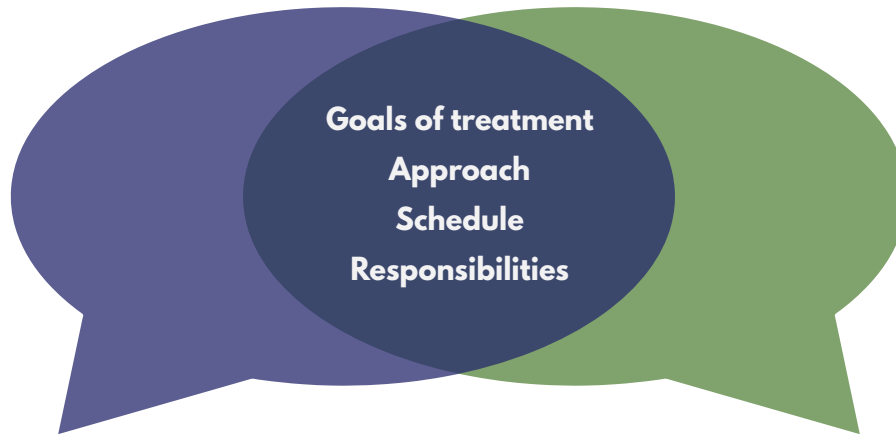 Goals of treatment
Approach
Schedule
Responsibilities